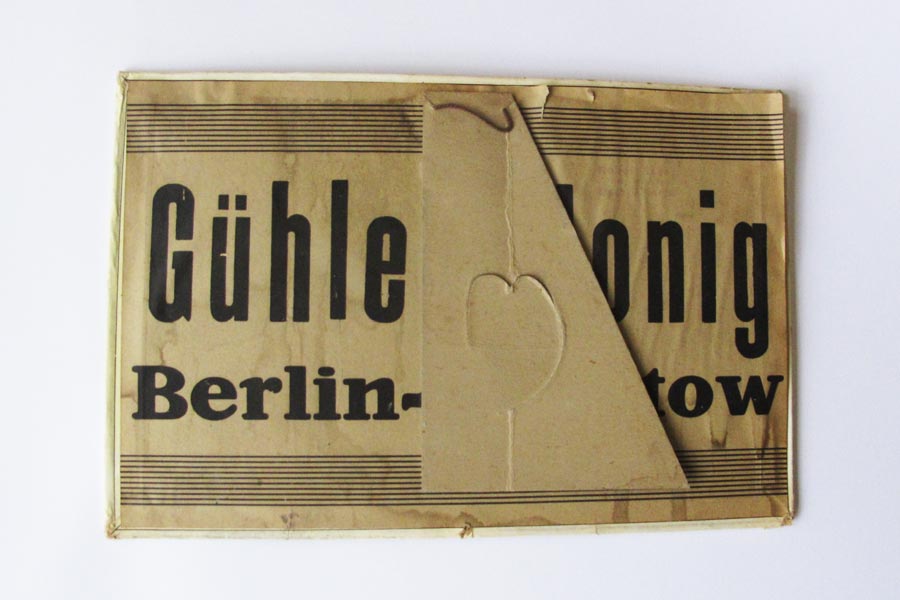 Gühle onig
Berlin- tow